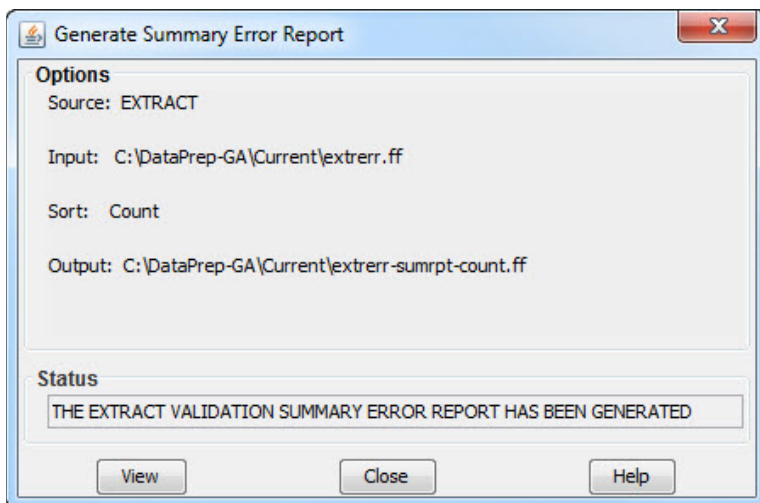 Generate Summary Error Report
Options
Source: EXTRACT
Input: C:\DataPrep-GA\Current\extrerr.ff
Sort: Count
Output: C:\DataPrep-GA\Current\extrerr-sumrpt-count.ff
Status
THE EXTRACT VALIDATION SUMMARY ERROR REPORT HAS BEEN GENERATED
View Close Help